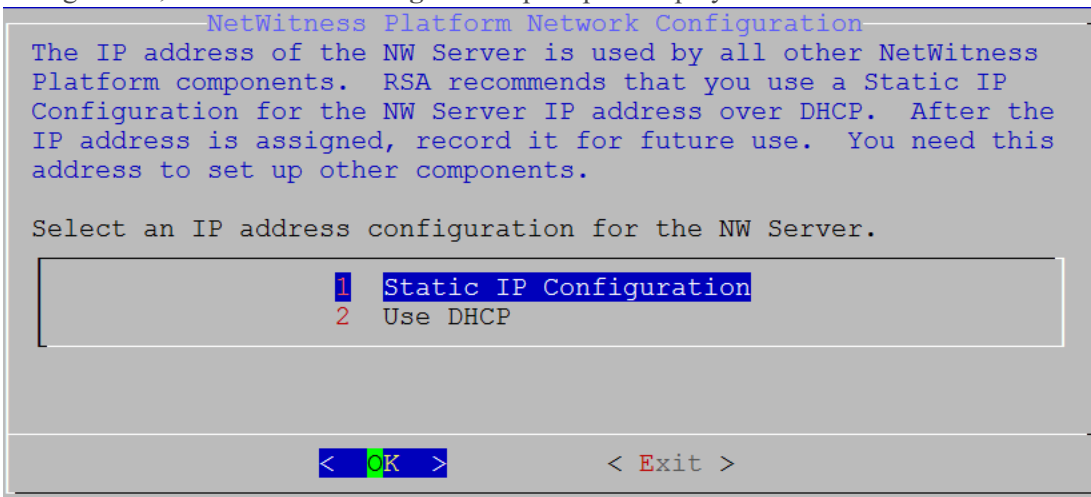 NetWitness Platform Network Configuration
The IP address of the NW Server is used by all other NetWitness
Platform components.  RSA recommends that you use a Static IP
Configuration for the NW Server IP address over DHCP.  After the
IP address is assigned, record it for future use.  You need this
address to set up other components.
Select an IP address configuration for the NW Server.
1 Static IP Configuration
2 Use DHCP
< OK > < Exit >